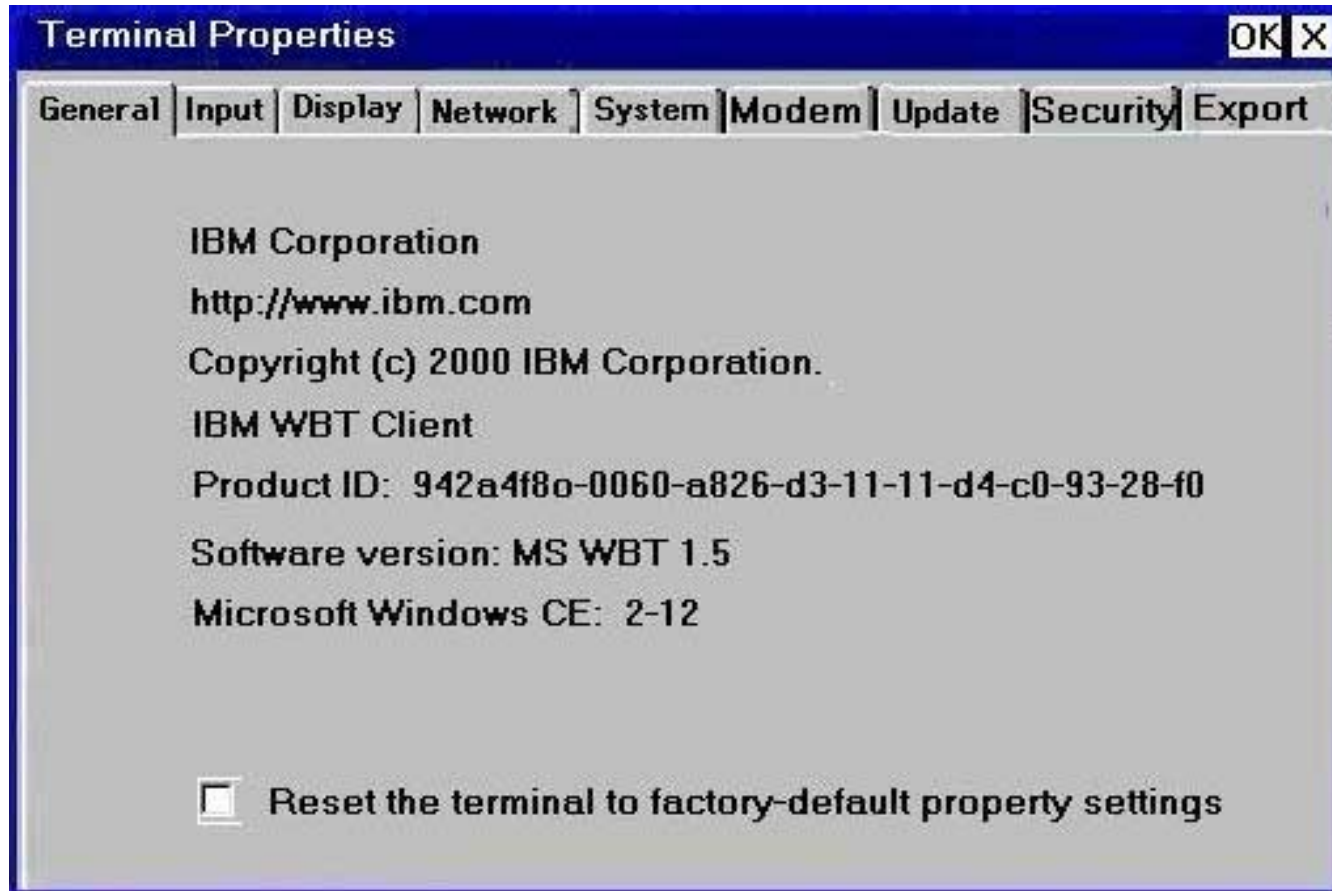 Terminal Properties OK X
General Input Display Network System Modem Update Security Export
IBM Corporation
http://www.ibm.com
Copyright (c) 2000 IBM Corporation.
IBM WBT Client
Product ID: 942a4f8o-0060-a826-d3-11-11-d4-c0-93-28-f0
Software version: MS WBT 1.5
Microsoft Windows CE: 2-12
Reset the terminal to factory-default property settings